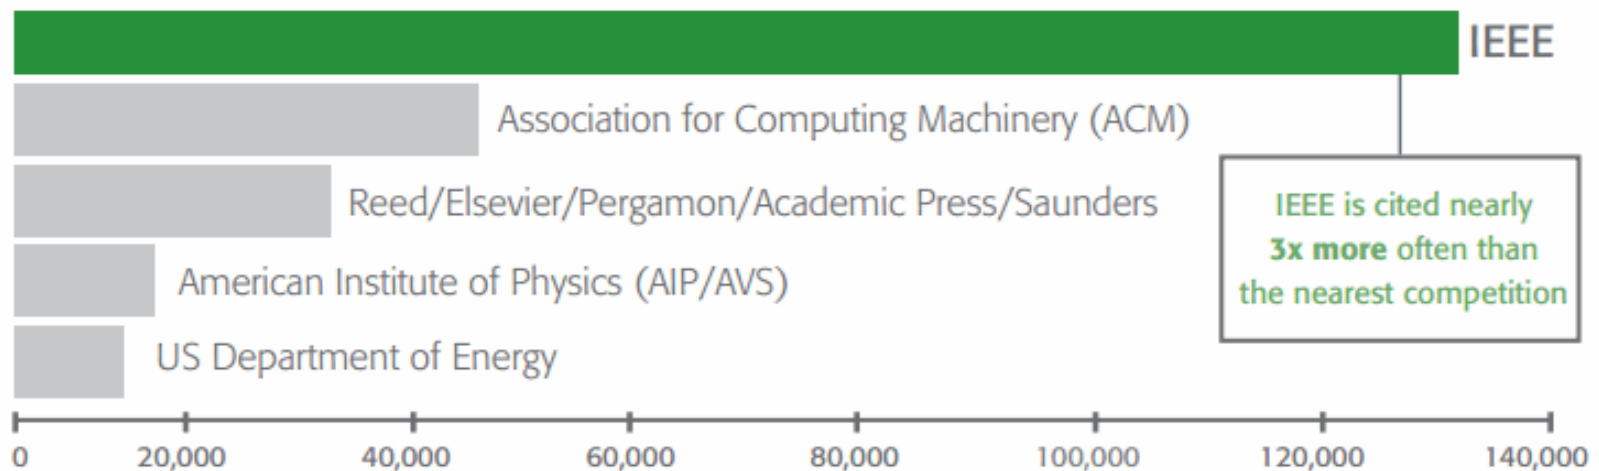 IEEE
Association for Computing Machinery (ACM)
Reed/Elsevier/Pergamon/Academic Press/Saunders
American Institute of Physics (AIP/AVS)
US Department of Energy
IEEE is cited nearly
3x more often than
the nearest competition
0 20,000 40,000 60,000 80,000 100,000 120,000 140,000